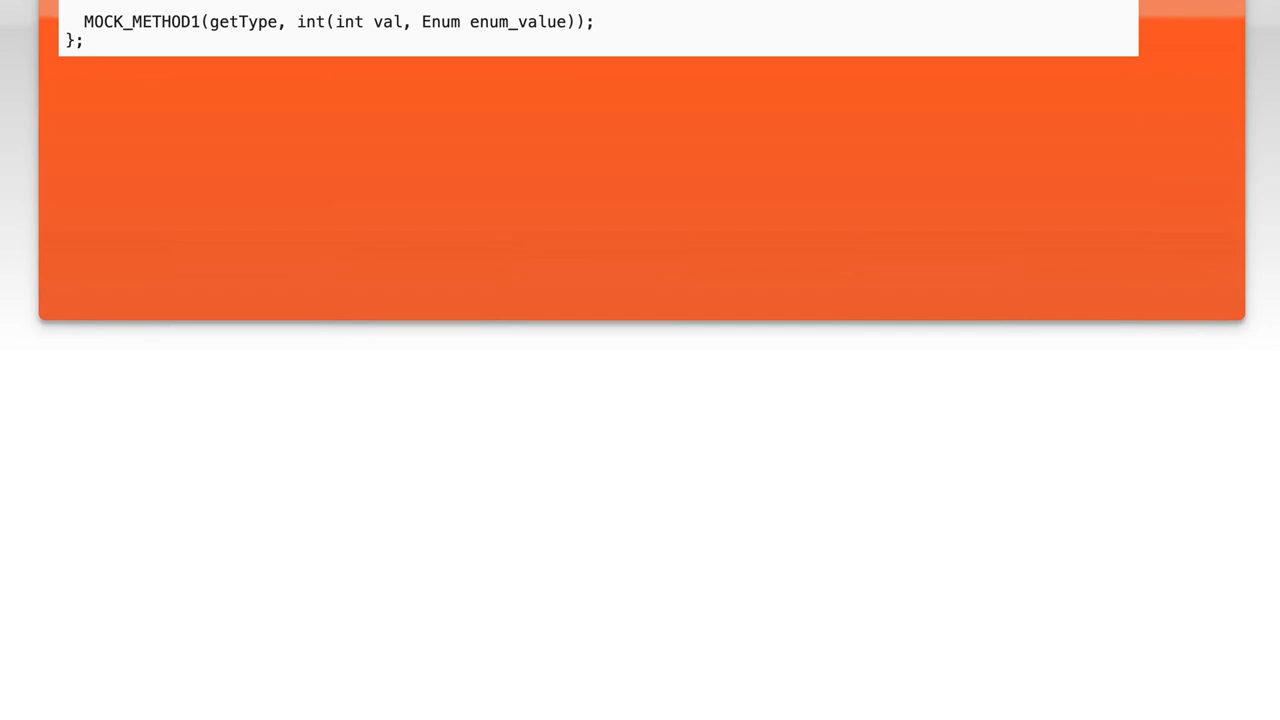 MOCK_METHOD1(getType, int(int val, Enum enum_value));
};